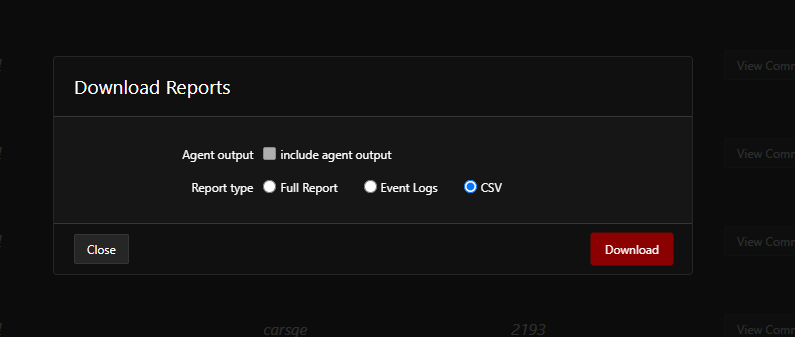 View Comm
Download Reports
Agent output include agent output
View Comm
Report type Full Report Event Logs CSV
View Comm
Close Download
carsqe 2193 View Comm